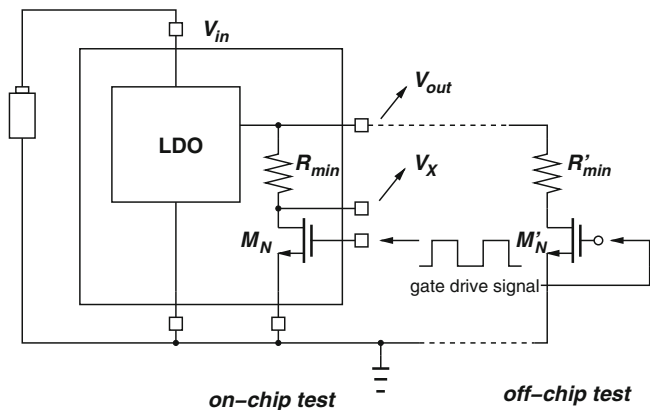 V_in
V_out
LDO
R_min
R'_min
V_X
M_N
M'_N
gate drive signal
on–chip test
off–chip test